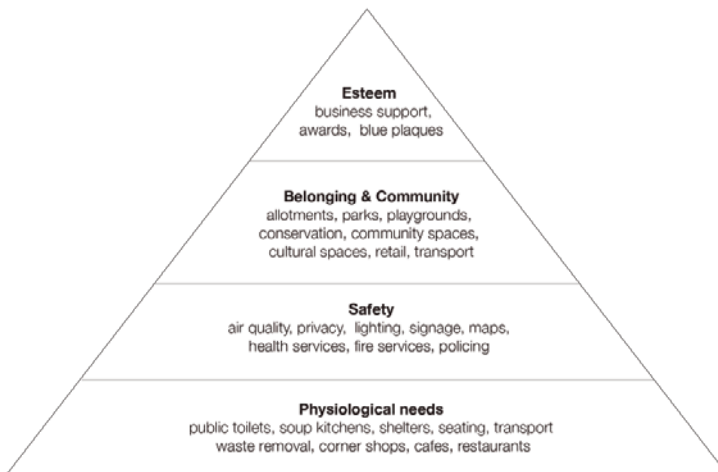 Esteem
business support,
awards, blue plaques
Belonging & Community
allotments, parks, playgrounds,
conservation, community spaces,
cultural spaces, retail, transport
Safety
air quality, privacy, lighting, signage, maps,
health services, fire services, policing
Physiological needs
public toilets, soup kitchens, shelters, seating, transport
waste removal, corner shops, cafes, restaurants